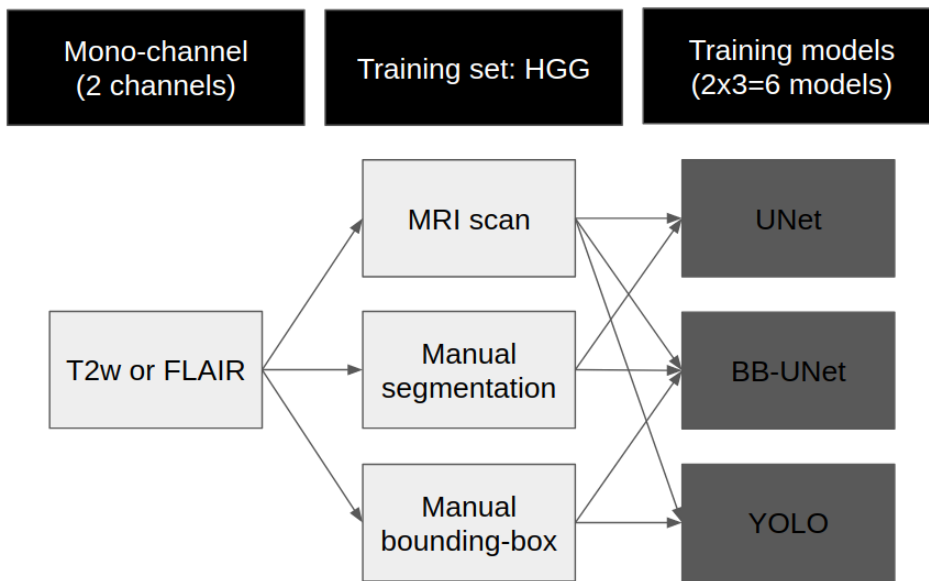 Mono-channel
(2 channels)
Training set: HGG
Training models
(2x3=6 models)
T2w or FLAIR
MRI scan
Manual
segmentation
Manual
bounding-box
UNet
BB-UNet
YOLO